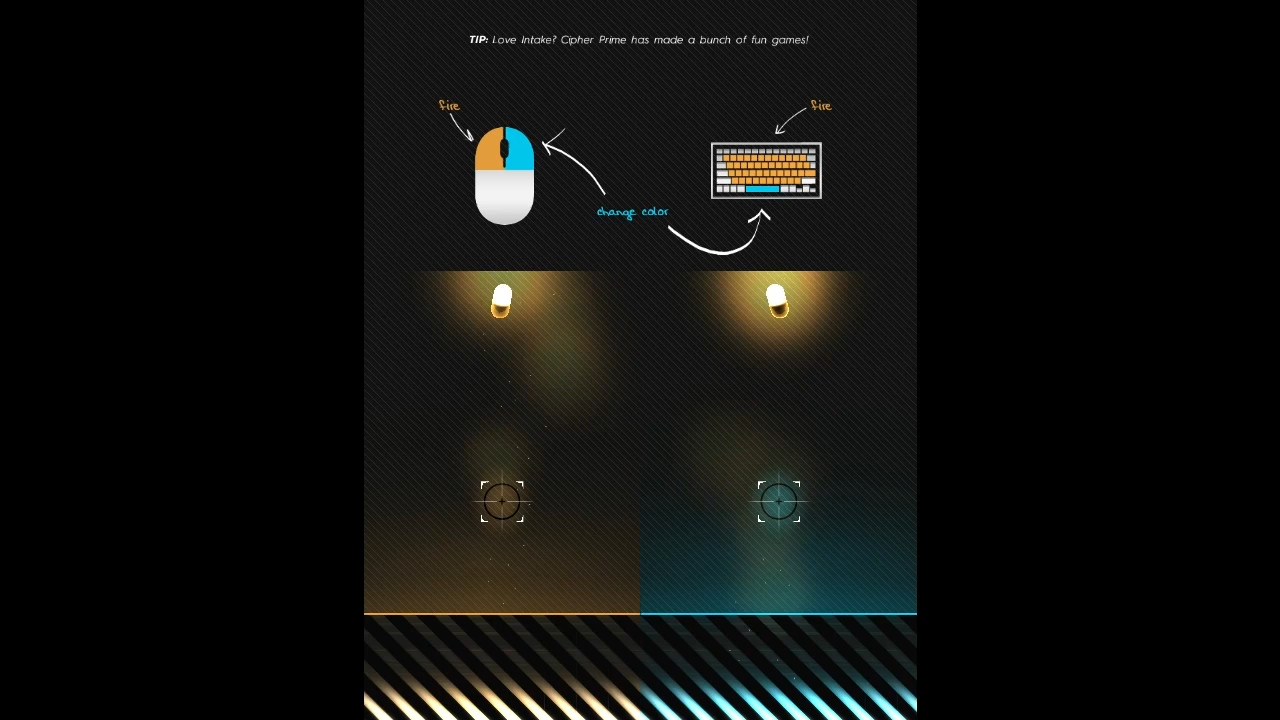 TIP: Love Intake? Cipher Prime has made a bunch of fun games!
fire
fire
change color